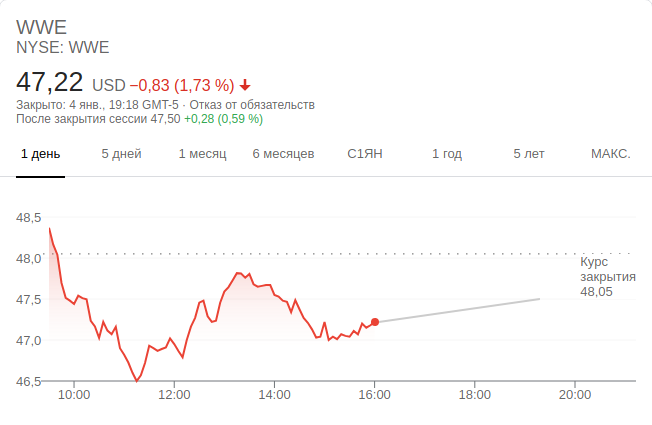 WWE
NYSE: WWE
47,22 USD −0,83 (1,73 %)
Закрыто: 4 янв., 19:18 GMT-5 · Отказ от обязательств
После закрытия сессии 47,50 +0,28 (0,59 %)
1 день 5 дней 1 месяц 6 месяцев С1ЯН 1 год 5 лет МАКС.
48,5
48,0
Курс
закрытия
48,05
47,5
47,0
46,5
10:00 12:00 14:00 16:00 18:00 20:00